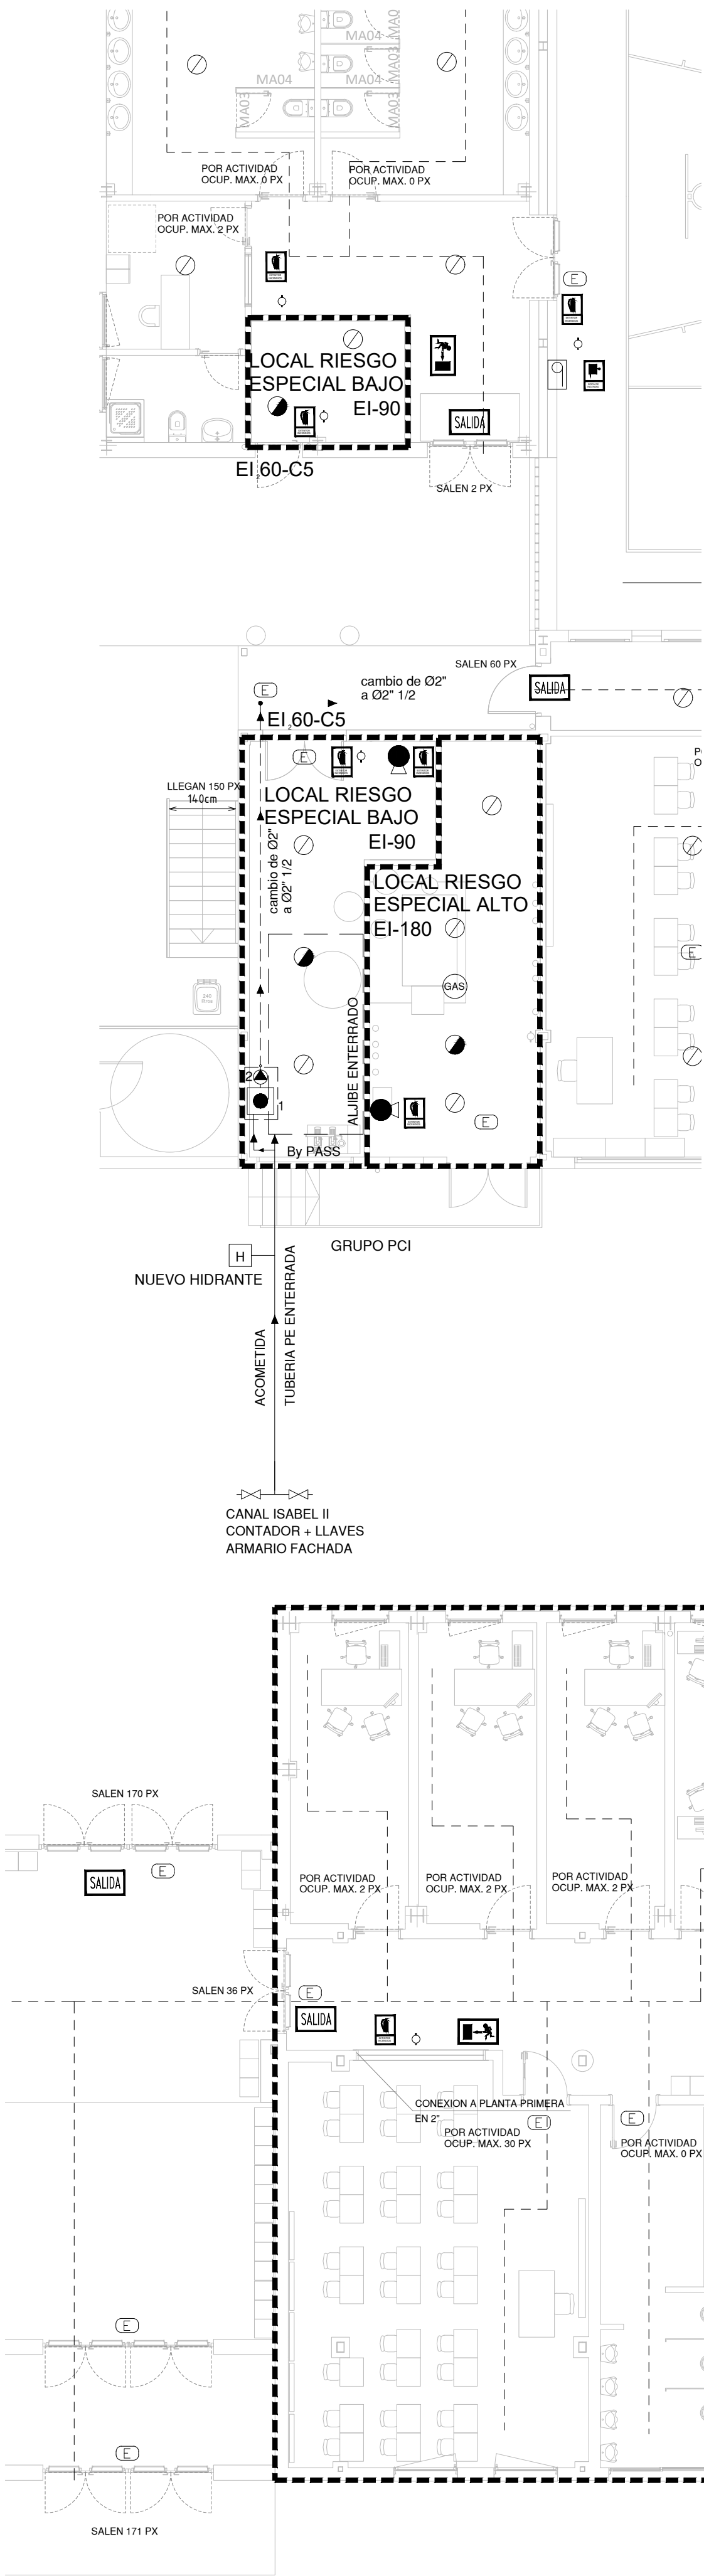 MA04
MA03
MA04
MA04
MA03
MA03
POR ACTIVIDAD
OCUP. MAX. 0 PX
POR ACTIVIDAD
OCUP. MAX. 0 PX
POR ACTIVIDAD
OCUP. MAX. 2 PX
E
LOCAL RIESGO
ESPECIAL BAJO
EI-90
SALIDA
EI₂60-C5
SALEN 2 PX
SALEN 60 PX
E
cambio de Ø2"
a Ø2" 1/2
SALIDA
EI₂60-C5
E
LLEGAN 150 PX
140cm
LOCAL RIESGO
ESPECIAL BAJO
EI-90
cambio de Ø2"
a Ø2" 1/2
LOCAL RIESGO
ESPECIAL ALTO
EI-180
E
GAS
240
litros
ALJIBE ENTERRADO
2
1
E
By PASS
GRUPO PCI
H
NUEVO HIDRANTE
ACOMETIDA
TUBERIA PE ENTERRADA
CANAL ISABEL II
CONTADOR + LLAVES
ARMARIO FACHADA
SALEN 170 PX
E
SALIDA
POR ACTIVIDAD
OCUP. MAX. 2 PX
POR ACTIVIDAD
OCUP. MAX. 2 PX
POR ACTIVIDAD
OCUP. MAX. 2 PX
SALEN 36 PX
E
SALIDA
CONEXION A PLANTA PRIMERA
EN 2"
E
E
POR ACTIVIDAD
OCUP. MAX. 30 PX
POR ACTIVIDAD
OCUP. MAX. 0 PX
E
E
SALEN 171 PX